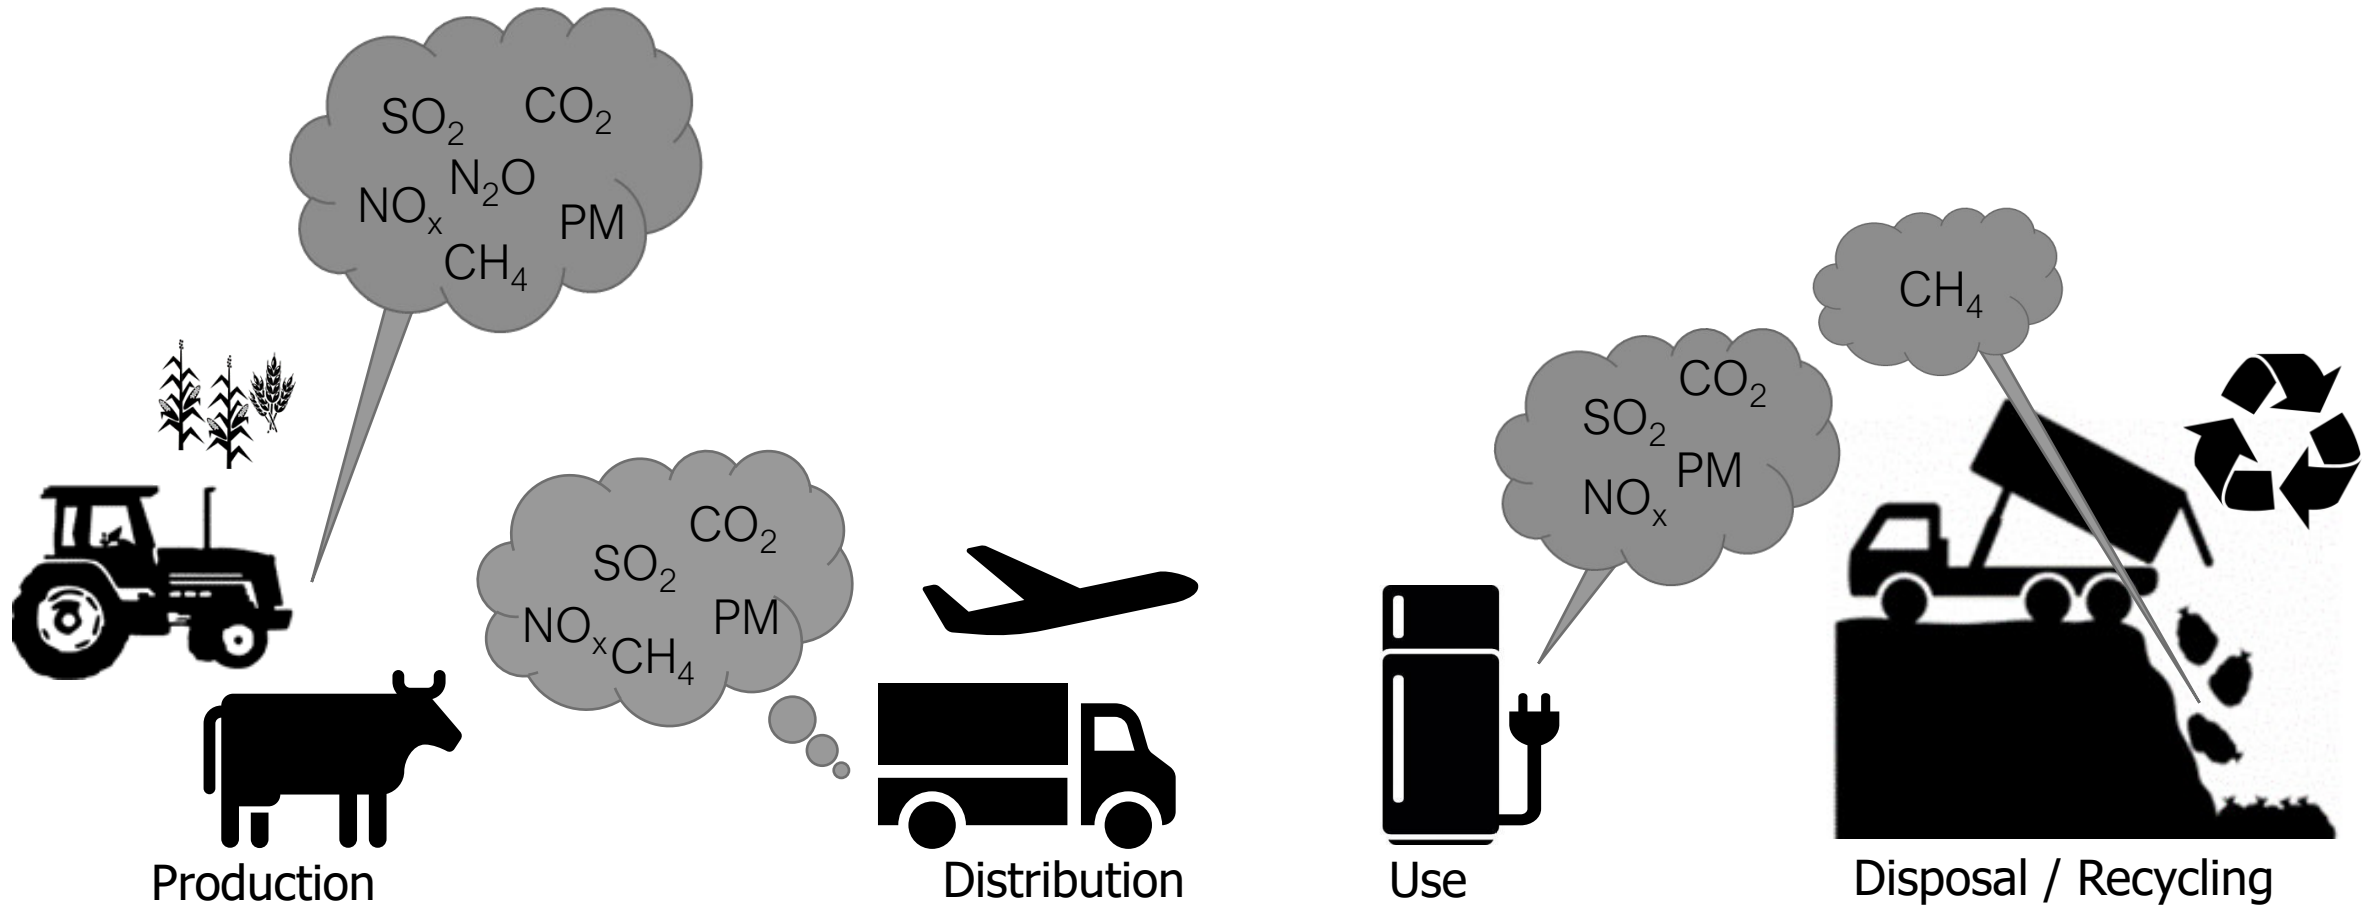 SO₂
CO₂
N₂O
NOₓ
PM
CH₄
CO₂
SO₂
NOₓ
PM
CH₄
CO₂
SO₂
PM
NOₓ
CH₄
Production
Distribution
Use
Disposal / Recycling